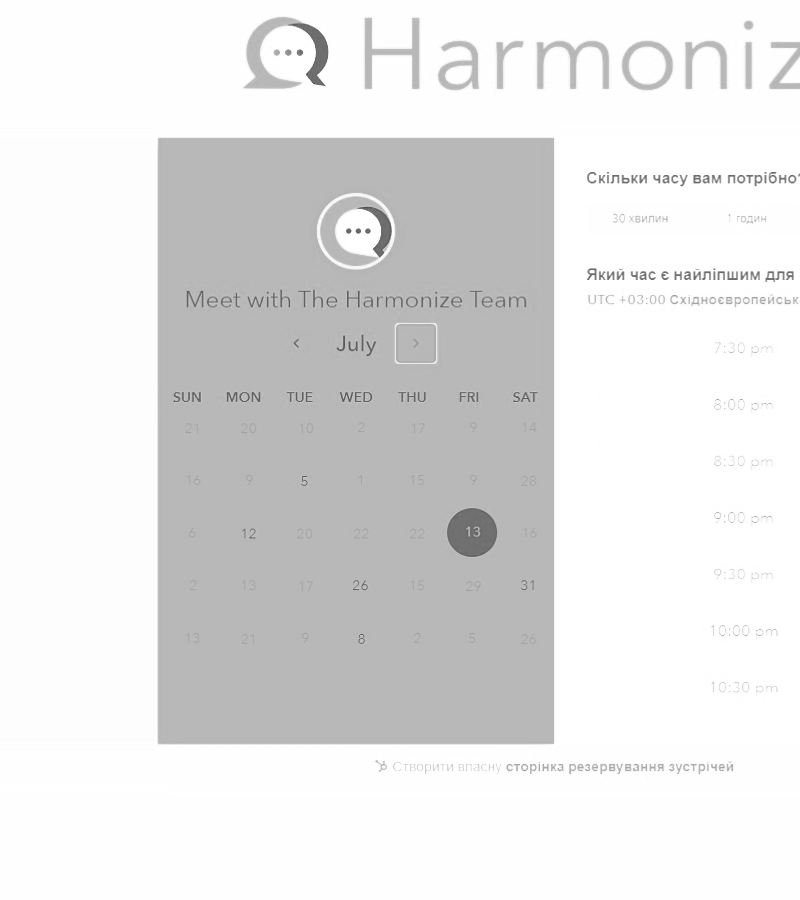 Harmoniz
Meet with The Harmonize Team
July
SUN MON TUE WED THU FRI SAT
21 20 10 2 17 9 14
16 9 5 1 15 9 28
6 12 20 22 22 13 16
2 13 17 26 15 29 31
13 21 9 8 2 5 26
Скільки часу вам потрібно?
30 хвилин 1 годин
Який час є найліпшим для
UTC +03:00 Східноєвропейськ
7:30 pm
8:00 pm
8:30 pm
9:00 pm
9:30 pm
10:00 pm
10:30 pm
Створити власну сторінка резервування зустрічей